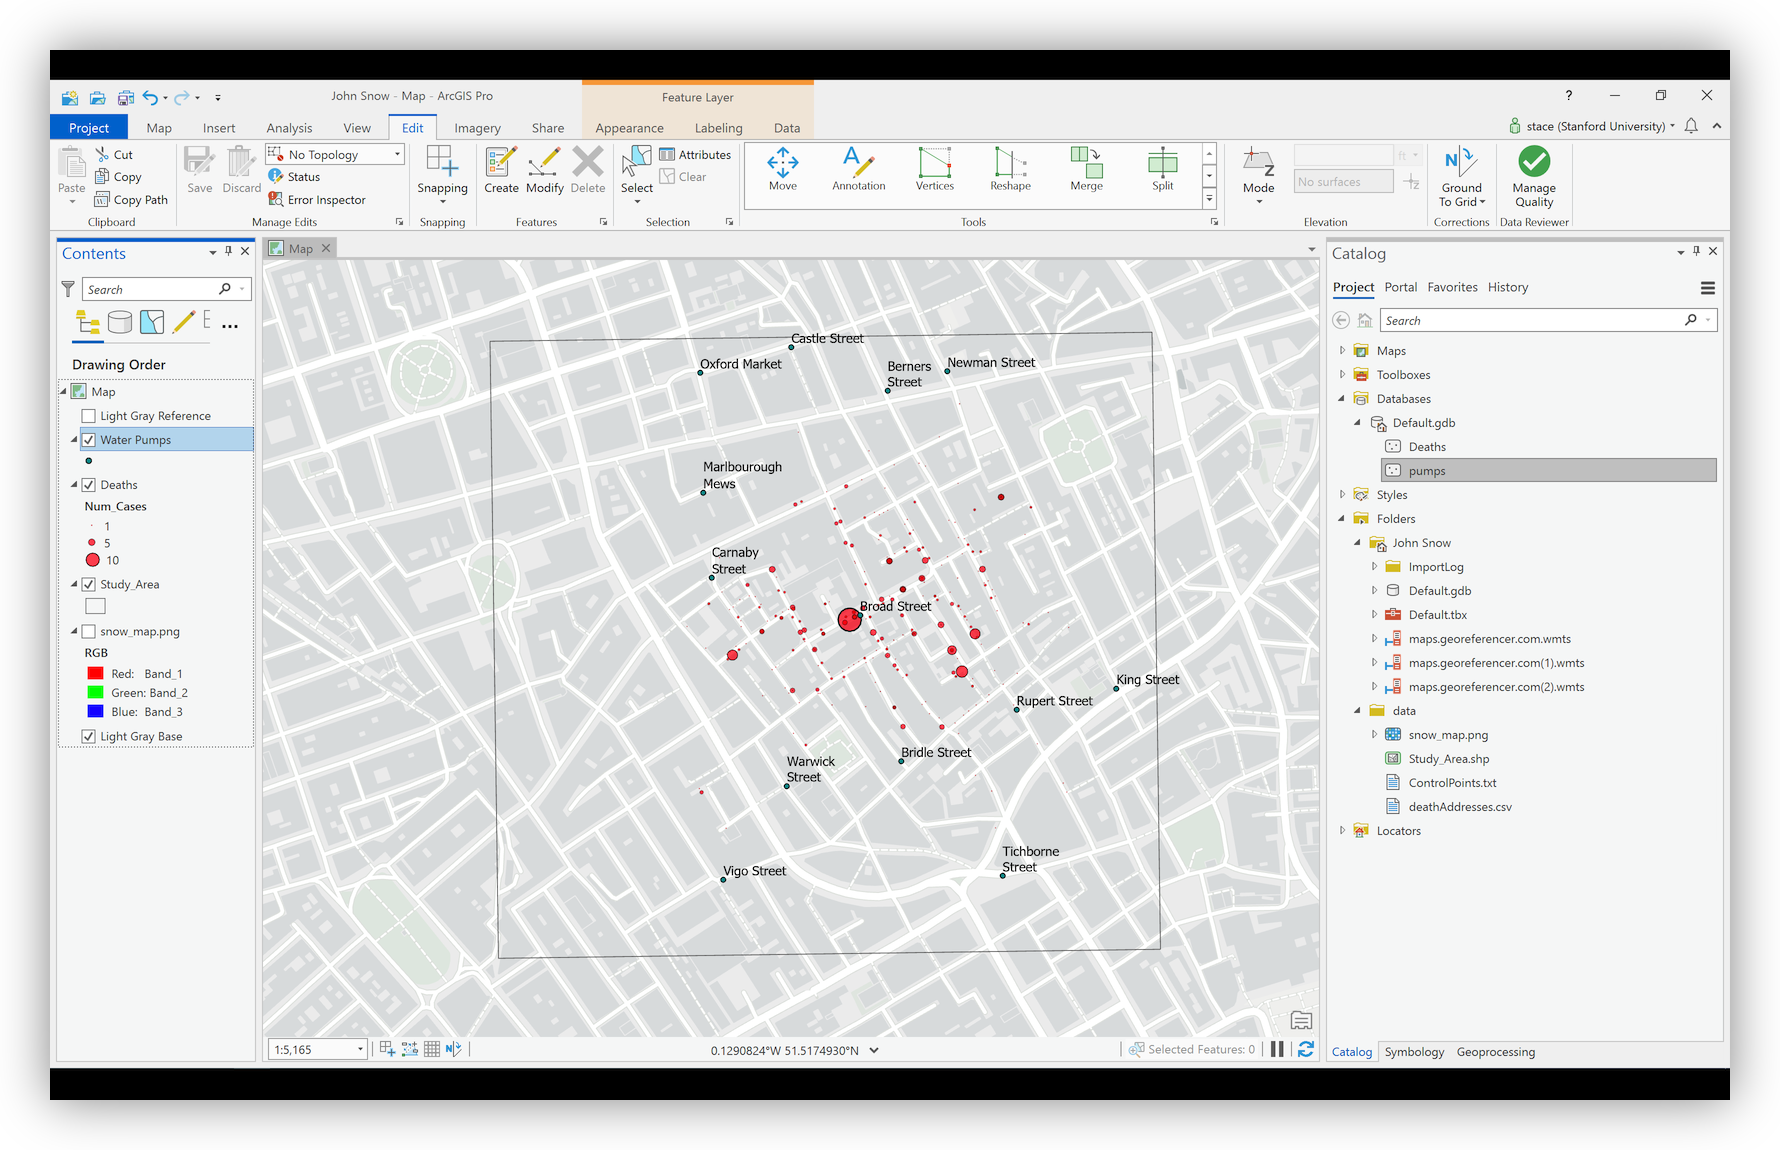 John Snow - Map - ArcGIS Pro
Feature Layer
?
Project
Map
Insert
Analysis
View
Edit
Imagery
Share
Appearance
Labeling
Data
stace (Stanford University)
Paste
Cut
Copy
Copy Path
Clipboard
Save
Discard
No Topology
Status
Error Inspector
Manage Edits
Snapping
Snapping
Create
Modify
Delete
Features
Select
Attributes
Clear
Selection
Move
Annotation
Vertices
Reshape
Merge
Split
Tools
Mode
ft
No surfaces
Elevation
Ground
To Grid
Corrections
Manage
Quality
Data Reviewer
Contents
Search
Drawing Order
Map
Light Gray Reference
Water Pumps
Deaths
Num_Cases
1
5
10
Study_Area
snow_map.png
RGB
Red: Band_1
Green: Band_2
Blue: Band_3
Light Gray Base
Map
Castle Street
Oxford Market
Berners
Street
Newman Street
Marlbourough
Mews
Carnaby
Street
Broad Street
King Street
Rupert Street
Bridle Street
Warwick
Street
Tichborne
Street
Vigo Street
1:5,165
0.1290824°W 51.5174930°N
Selected Features: 0
Catalog
Project
Portal
Favorites
History
Search
Maps
Toolboxes
Databases
Default.gdb
Deaths
pumps
Styles
Folders
John Snow
ImportLog
Default.gdb
Default.tbx
maps.georeferencer.com.wmts
maps.georeferencer.com(1).wmts
maps.georeferencer.com(2).wmts
data
snow_map.png
Study_Area.shp
ControlPoints.txt
deathAddresses.csv
Locators
Catalog
Symbology
Geoprocessing